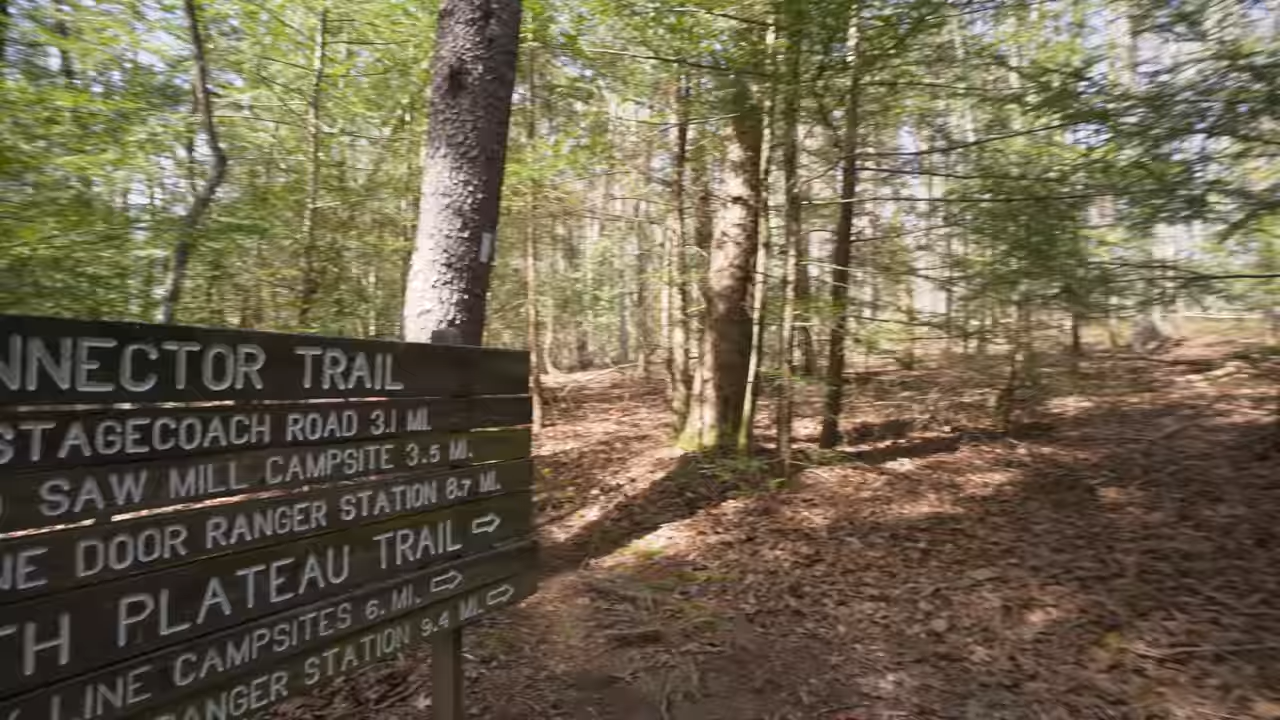 NNECTOR TRAIL
STAGECOACH ROAD 3.1 MI.
SAW MILL CAMPSITE 3.5 MI.
NE DOOR RANGER STATION 8.7 MI.
TH PLATEAU TRAIL ⇨
LINE CAMPSITES 6. MI. ⇨
RANGER STATION 9.4 MI. ⇨